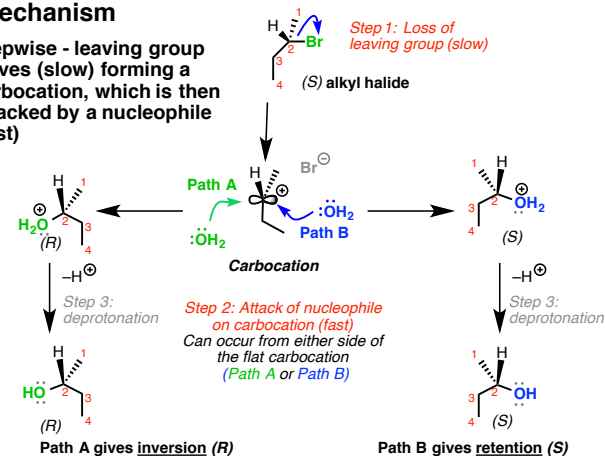 echanism
epwise - leaving group
ves (slow) forming a
rbocation, which is then
acked by a nucleophile
st)
1
H
Br
2
3
4
Step 1: Loss of
leaving group (slow)
(S) alkyl halide
Br⊖
Path A
H
⊕
:OH2
:OH2
Path B
Carbocation
H
1
⊕
H2O
2
3
(R)
4
1
H
⊕
2
OH2
3
4
(S)
–H⊕
Step 3:
deprotonation
–H⊕
Step 3:
deprotonation
Step 2: Attack of nucleophile
on carbocation (fast)
Can occur from either side of
the flat carbocation
(Path A or Path B)
H
1
HO
2
3
4
(R)
1
H
2
OH
3
4
(S)
Path A gives inversion (R)
Path B gives retention (S)